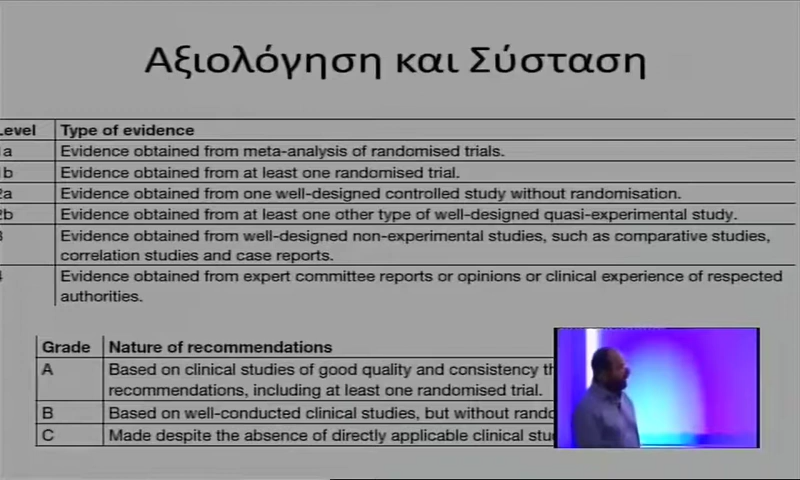 Αξιολόγηση και Σύσταση
Level Type of evidence
1a Evidence obtained from meta-analysis of randomised trials.
1b Evidence obtained from at least one randomised trial.
2a Evidence obtained from one well-designed controlled study without randomisation.
2b Evidence obtained from at least one other type of well-designed quasi-experimental study.
3 Evidence obtained from well-designed non-experimental studies, such as comparative studies,
correlation studies and case reports.
4 Evidence obtained from expert committee reports or opinions or clinical experience of respected
authorities.
Grade Nature of recommendations
A Based on clinical studies of good quality and consistency
recommendations, including at least one randomised trial.
B Based on well-conducted clinical studies, but without
C Made despite the absence of directly applicable clinical